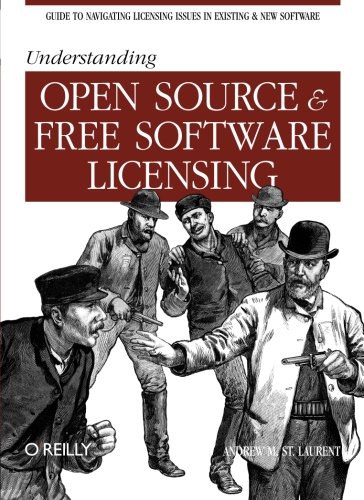 GUIDE TO NAVIGATING LICENSING ISSUES IN EXISTING & NEW SOFTWARE
Understanding
OPEN SOURCE &
FREE SOFTWARE
LICENSING
O'REILLY
ANDREW M. ST. LAURENT